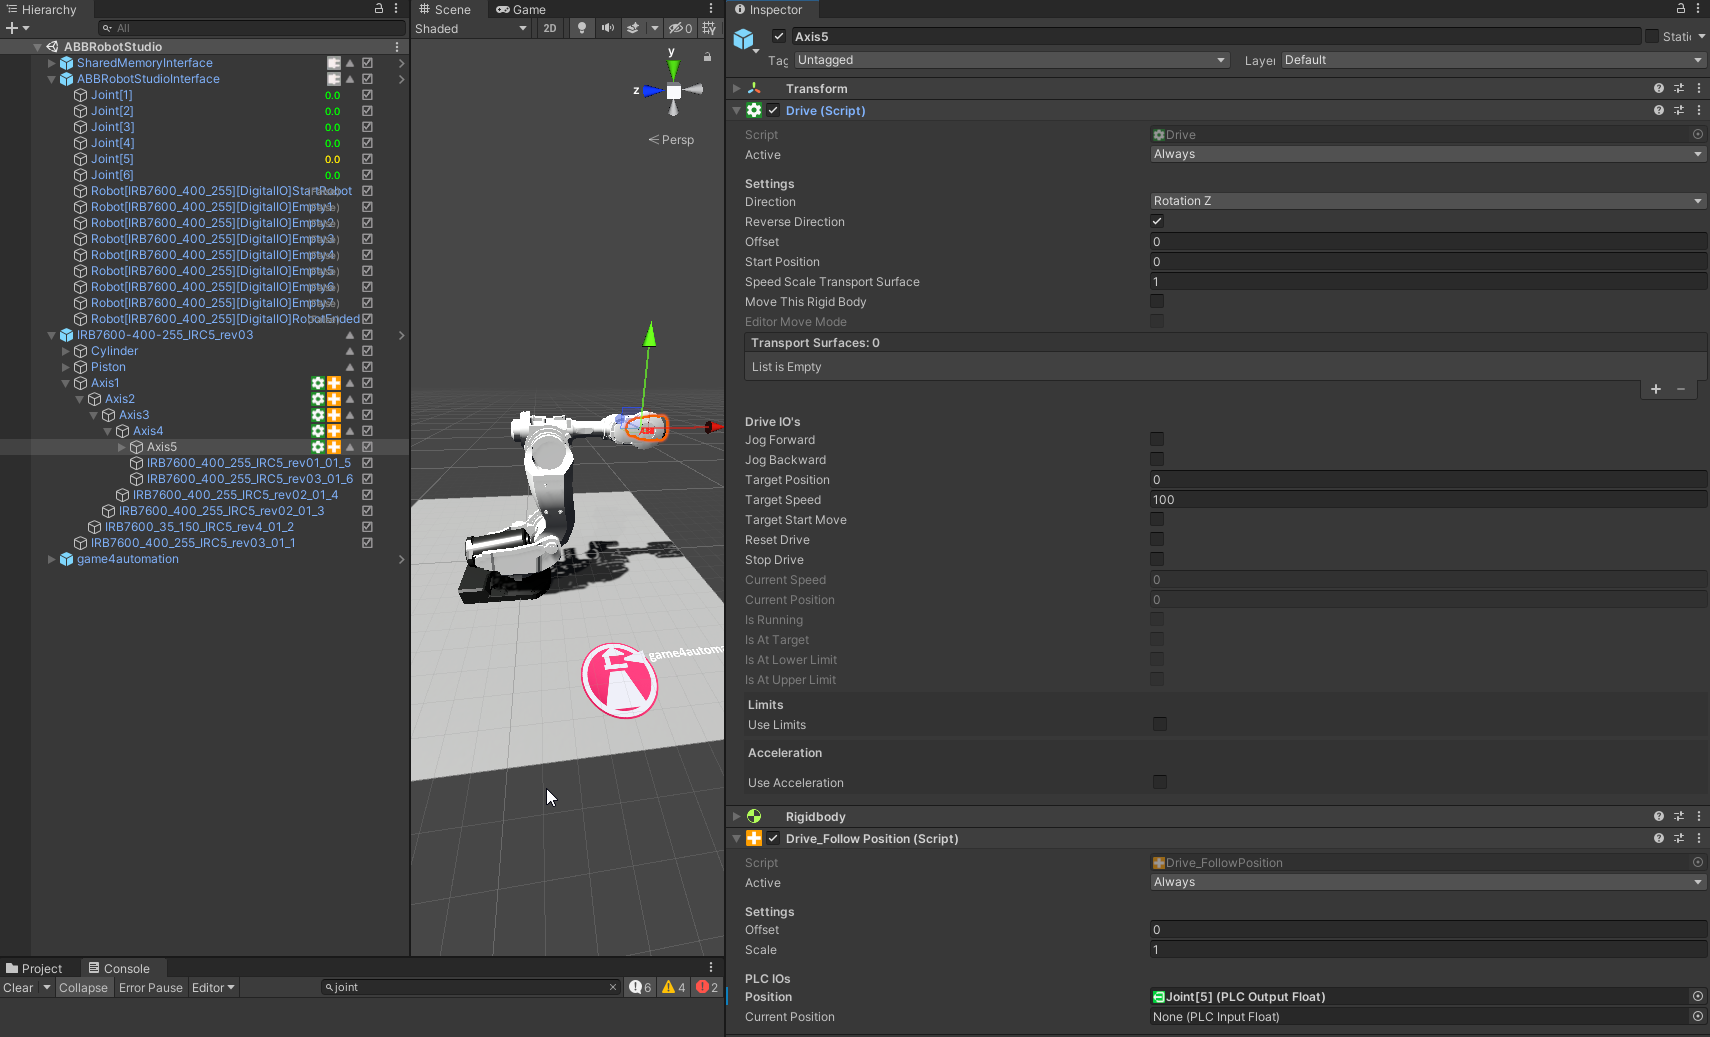 Hierarchy
All
ABBRobotStudio
SharedMemoryInterface
ABBRobotStudioInterface
Joint[1] 0.0
Joint[2] 0.0
Joint[3] 0.0
Joint[4] 0.0
Joint[5] 0.0
Joint[6] 0.0
Robot[IRB7600_400_255][DigitalIO]StartRobot
Robot[IRB7600_400_255][DigitalIO]Empty1
Robot[IRB7600_400_255][DigitalIO]Empty2
Robot[IRB7600_400_255][DigitalIO]Empty3
Robot[IRB7600_400_255][DigitalIO]Empty4
Robot[IRB7600_400_255][DigitalIO]Empty5
Robot[IRB7600_400_255][DigitalIO]Empty6
Robot[IRB7600_400_255][DigitalIO]Empty7
Robot[IRB7600_400_255][DigitalIO]RobotEnded
IRB7600-400-255_IRC5_rev03
Cylinder
Piston
Axis1
Axis2
Axis3
Axis4
Axis5
IRB7600_400_255_IRC5_rev01_01_5
IRB7600_400_255_IRC5_rev03_01_6
IRB7600_400_255_IRC5_rev02_01_4
IRB7600_400_255_IRC5_rev02_01_3
IRB7600_35_150_IRC5_rev4_01_2
IRB7600_400_255_IRC5_rev03_01_1
game4automation
Scene Game
Shaded 2D 0
y
z
Persp
game4automa
Project Console
Clear Collapse Error Pause Editor joint 6 4 2
Inspector
Axis5 Static
Tag Untagged Layer Default
Transform
Drive (Script)
Script Drive
Active Always
Settings
Direction Rotation Z
Reverse Direction
Offset 0
Start Position 0
Speed Scale Transport Surface 1
Move This Rigid Body
Editor Move Mode
Transport Surfaces: 0
List is Empty
Drive IO's
Jog Forward
Jog Backward
Target Position 0
Target Speed 100
Target Start Move
Reset Drive
Stop Drive
Current Speed 0
Current Position 0
Is Running
Is At Target
Is At Lower Limit
Is At Upper Limit
Limits
Use Limits
Acceleration
Use Acceleration
Rigidbody
Drive_Follow Position (Script)
Script Drive_FollowPosition
Active Always
Settings
Offset 0
Scale 1
PLC IOs
Position Joint[5] (PLC Output Float)
Current Position None (PLC Input Float)